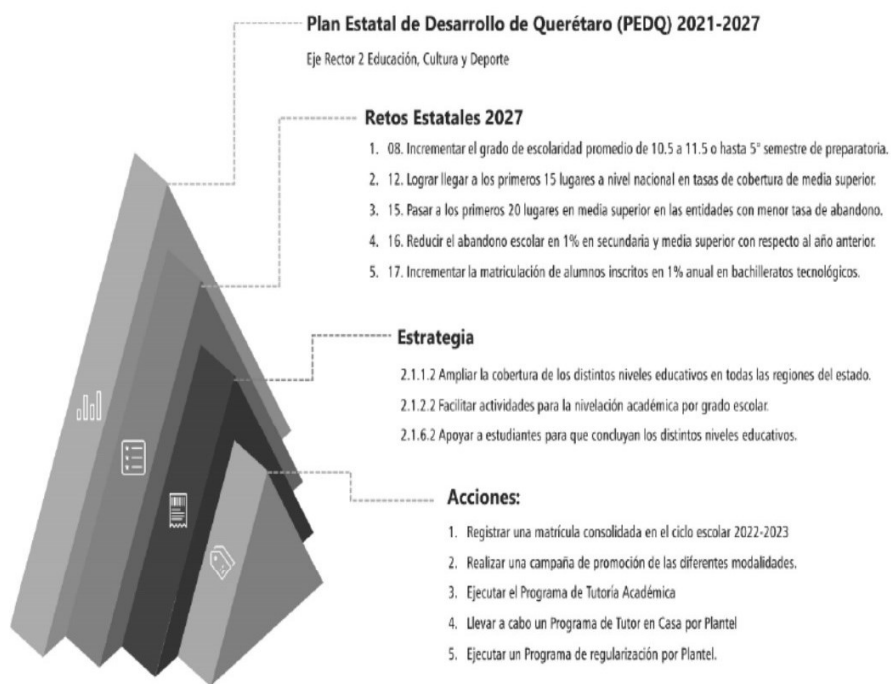 Plan Estatal de Desarrollo de Querétaro (PEDQ) 2021-2027
Eje Rector 2 Educación, Cultura y Deporte
Retos Estatales 2027
1. 08. Incrementar el grado de escolaridad promedio de 10.5 a 11.5 o hasta 5° semestre de preparatoria.
2. 12. Lograr llegar a los primeros 15 lugares a nivel nacional en tasas de cobertura de media superior.
3. 15. Pasar a los primeros 20 lugares en media superior en las entidades con menor tasa de abandono.
4. 16. Reducir el abandono escolar en 1% en secundaria y media superior con respecto al año anterior.
5. 17. Incrementar la matriculación de alumnos inscritos en 1% anual en bachilleratos tecnológicos.
Estrategia
2.1.1.2 Ampliar la cobertura de los distintos niveles educativos en todas las regiones del estado.
2.1.2.2 Facilitar actividades para la nivelación académica por grado escolar.
2.1.6.2 Apoyar a estudiantes para que concluyan los distintos niveles educativos.
Acciones:
1. Registrar una matrícula consolidada en el ciclo escolar 2022-2023
2. Realizar una campaña de promoción de las diferentes modalidades.
3. Ejecutar el Programa de Tutoría Académica
4. Llevar a cabo un Programa de Tutor en Casa por Plantel
5. Ejecutar un Programa de regularización por Plantel.